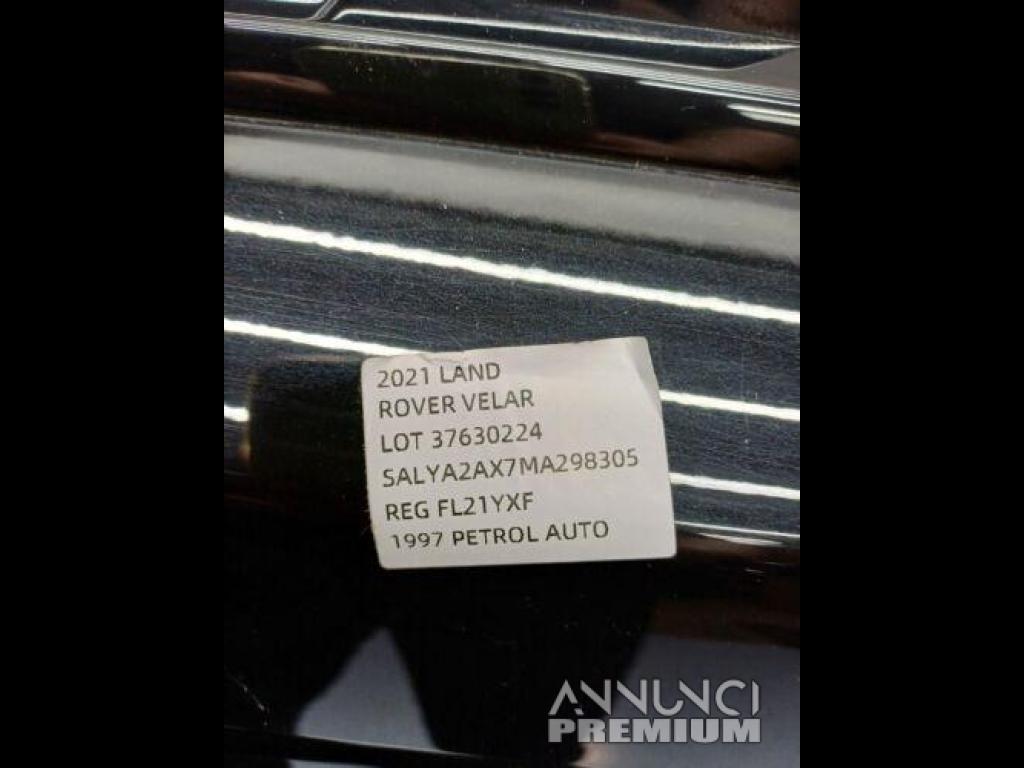 2021 LAND
ROVER VELAR
LOT 37630224
SALYA2AX7MA298305
REG FL21YXF
1997 PETROL AUTO
ANNUNCI
PREMIUM